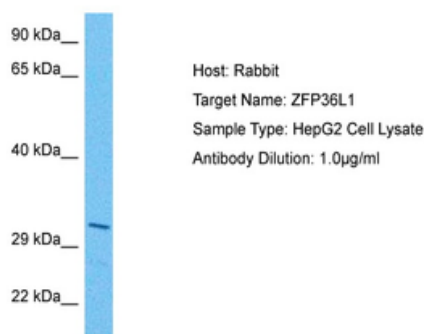 90 kDa__
65 kDa__
Host: Rabbit
Target Name: ZFP36L1
Sample Type: HepG2 Cell Lysate
40 kDa__
Antibody Dilution: 1.0μg/ml
29 kDa__
22 kDa__